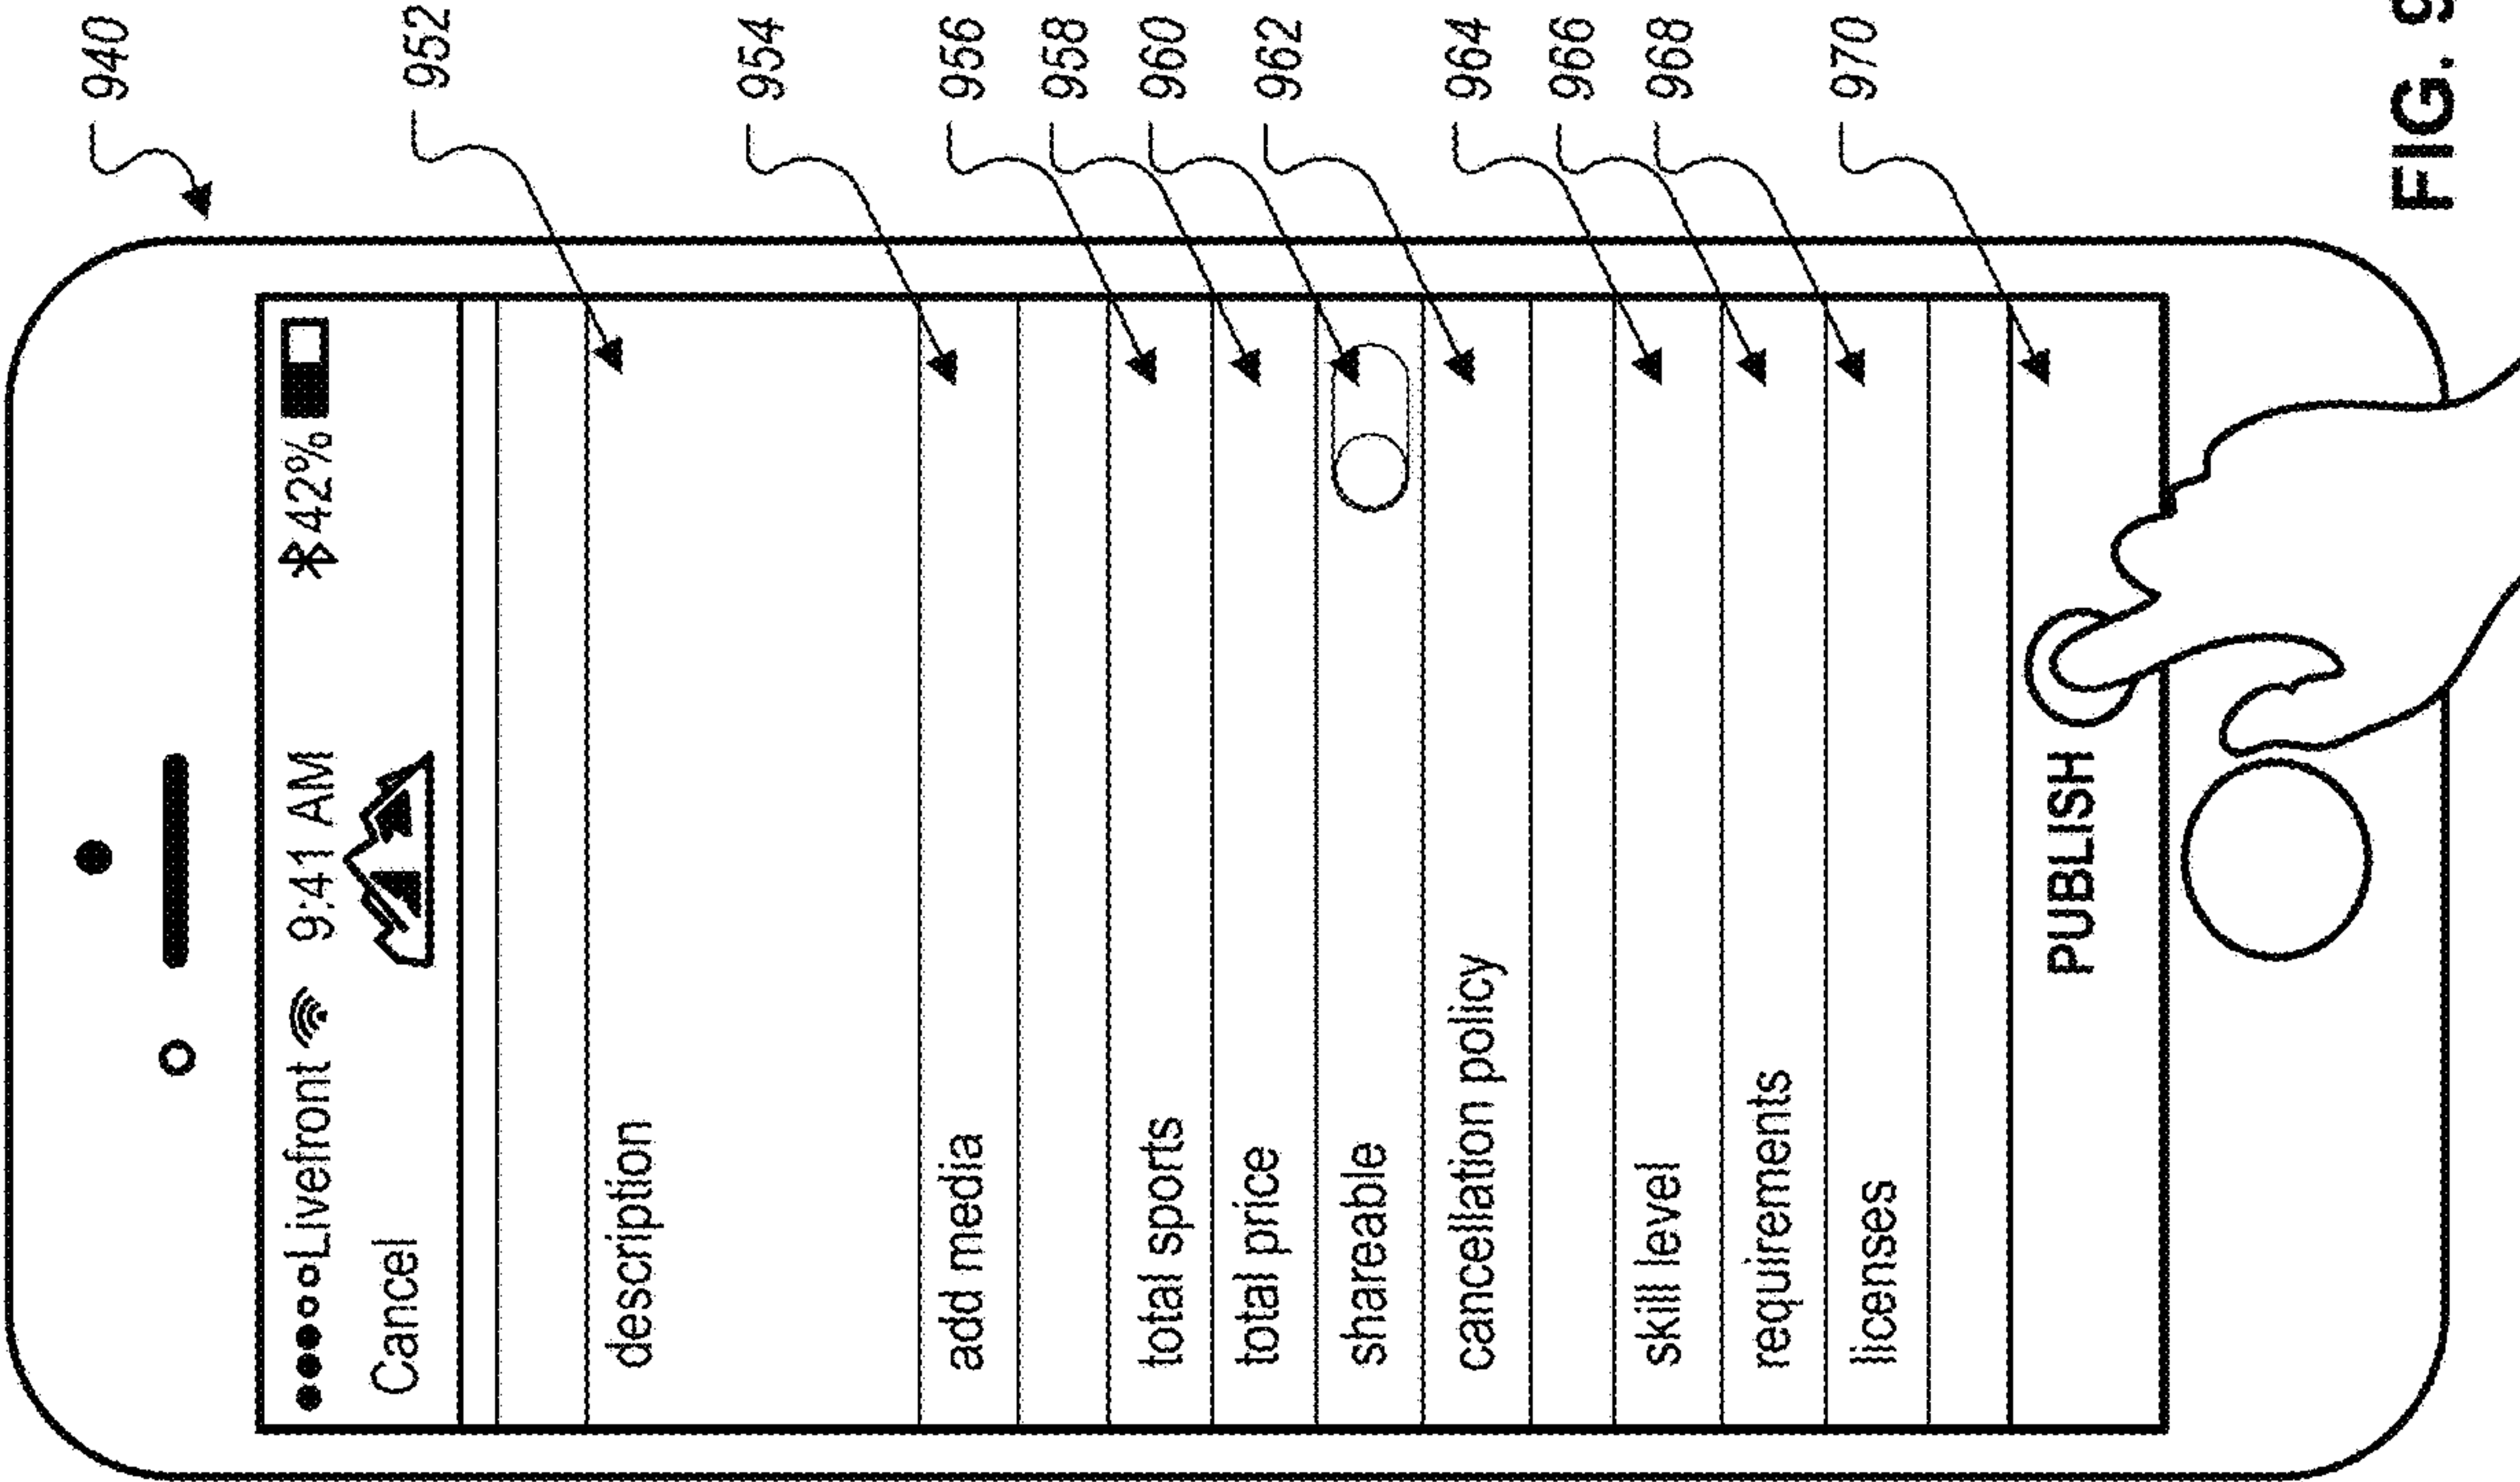 940
Livefront 9:41 AM 42%
Cancel
952
description
954
add media
956
total sports
958
total price
960
shareable
962
cancellation policy
964
skill level
966
requirements
968
licenses
970
PUBLISH
FIG. 9